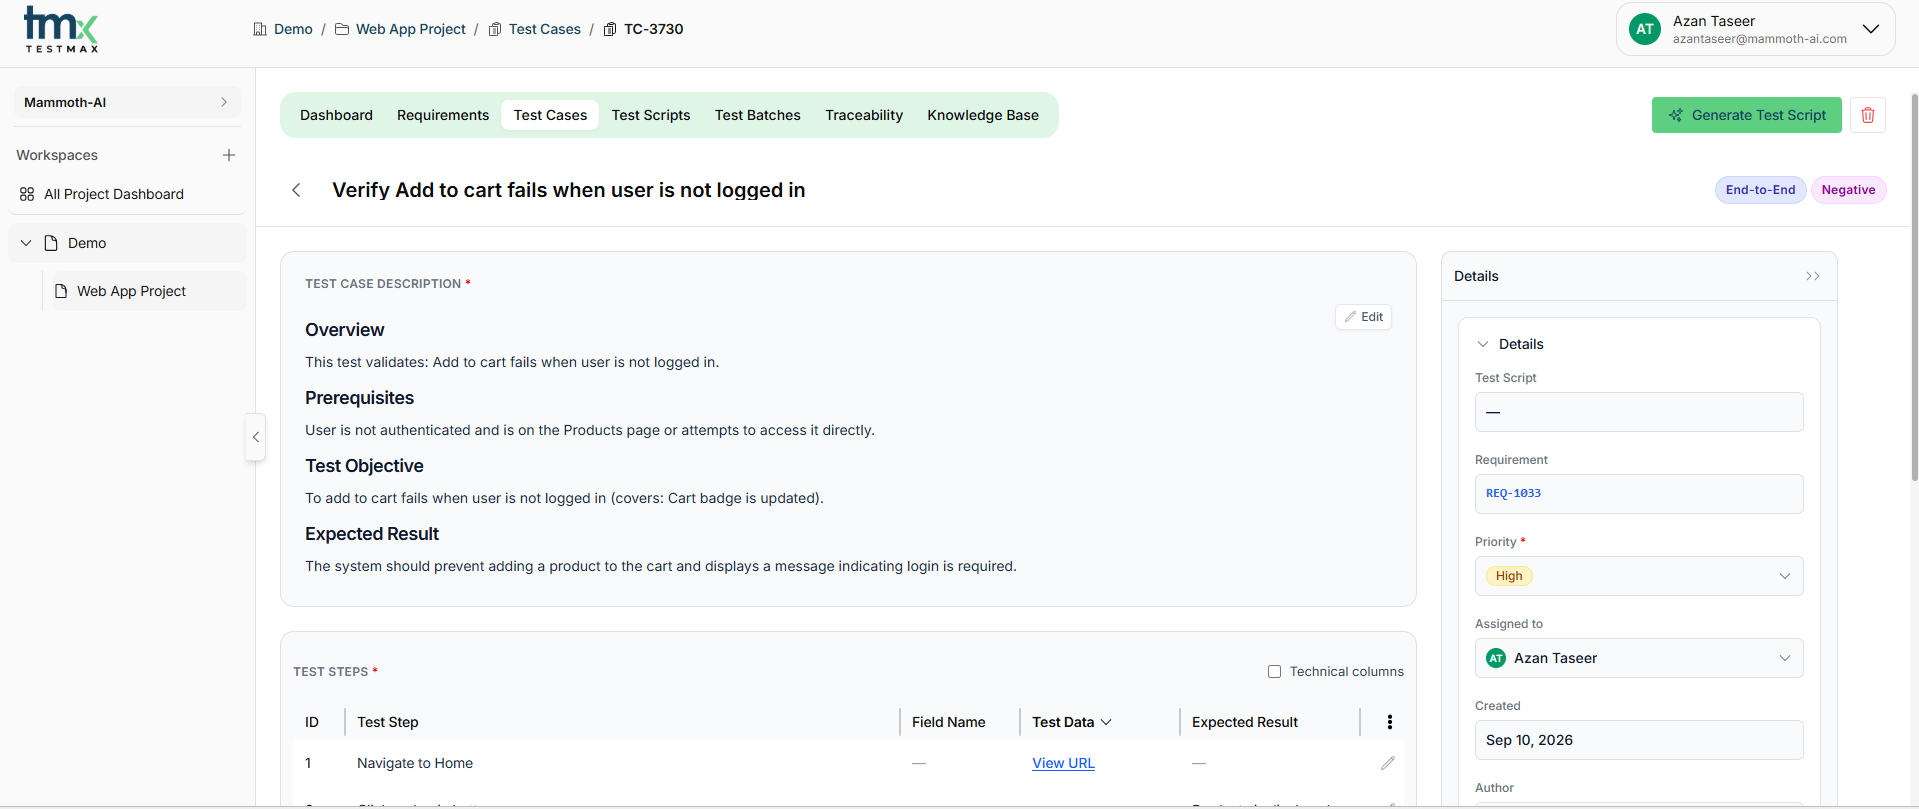 tmx
TESTMAX
Demo / Web App Project / Test Cases / TC-3730
AT
Azan Taseer
azantaseer@mammoth-ai.com
Mammoth-AI
Workspaces
All Project Dashboard
Demo
Web App Project
Dashboard Requirements Test Cases Test Scripts Test Batches Traceability Knowledge Base
Generate Test Script
Verify Add to cart fails when user is not logged in
End-to-End Negative
TEST CASE DESCRIPTION *
Edit
Overview
This test validates: Add to cart fails when user is not logged in.
Prerequisites
User is not authenticated and is on the Products page or attempts to access it directly.
Test Objective
To add to cart fails when user is not logged in (covers: Cart badge is updated).
Expected Result
The system should prevent adding a product to the cart and displays a message indicating login is required.
TEST STEPS *
Technical columns
ID Test Step Field Name Test Data Expected Result
1 Navigate to Home — View URL —
Details
Details
Test Script
—
Requirement
REQ-1033
Priority *
High
Assigned to
AT Azan Taseer
Created
Sep 10, 2026
Author